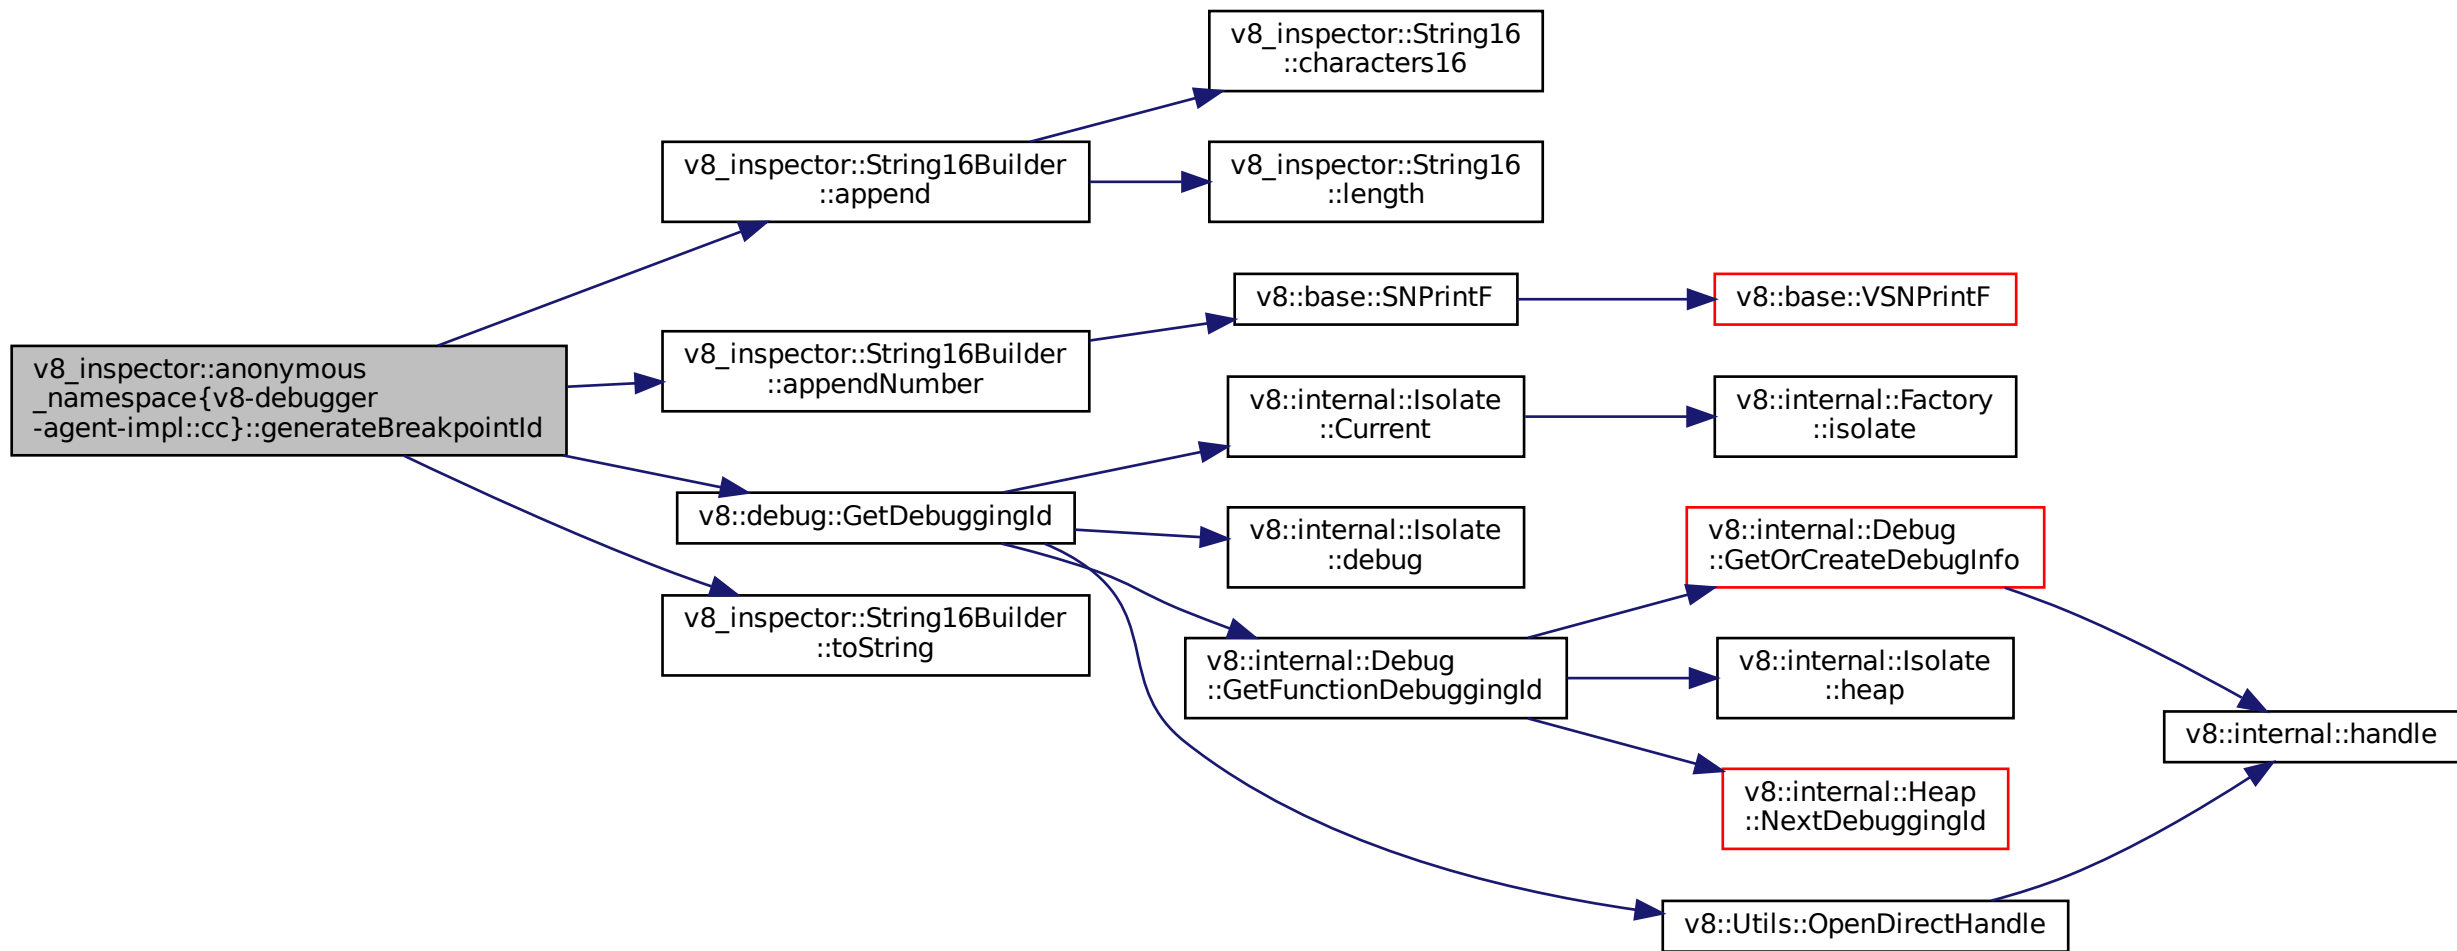 v8_inspector::anonymous
_namespace{v8-debugger
-agent-impl::cc}::generateBreakpointId
v8_inspector::String16Builder
::append
v8_inspector::String16
::characters16
v8_inspector::String16
::length
v8_inspector::String16Builder
::appendNumber
v8::base::SNPrintF
v8::base::VSNPrintF
v8::debug::GetDebuggingId
v8::internal::Isolate
::Current
v8::internal::Factory
::isolate
v8::internal::Isolate
::debug
v8::internal::Debug
::GetFunctionDebuggingId
v8::internal::Debug
::GetOrCreateDebugInfo
v8::internal::Isolate
::heap
v8::internal::Heap
::NextDebuggingId
v8::internal::handle
v8::Utils::OpenDirectHandle
v8_inspector::String16Builder
::toString